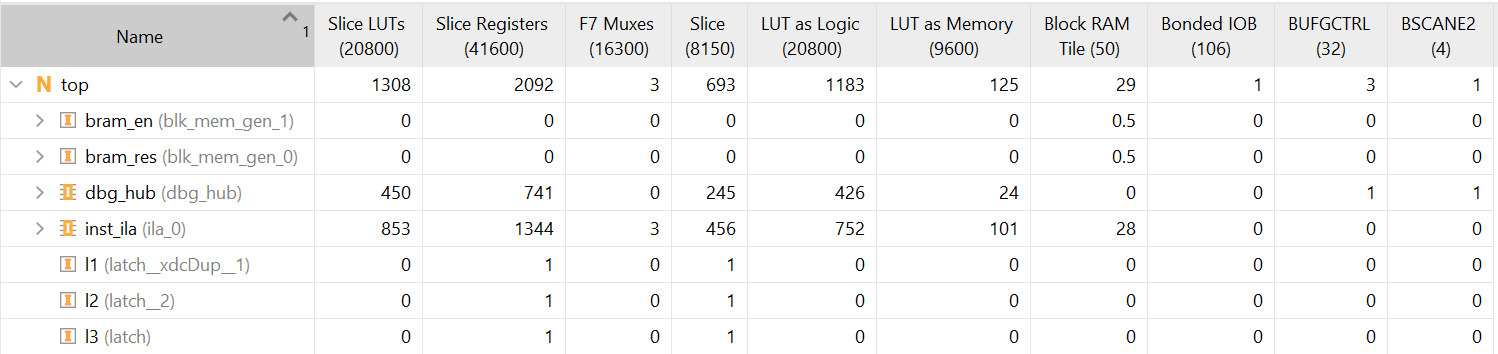 Name 1 Slice LUTs (20800) Slice Registers (41600) F7 Muxes (16300) Slice (8150) LUT as Logic (20800) LUT as Memory (9600) Block RAM Tile (50) Bonded IOB (106) BUFGCTRL (32) BSCANE2 (4)
N top 1308 2092 3 693 1183 125 29 1 3 1
bram_en (blk_mem_gen_1) 0 0 0 0 0 0 0.5 0 0 0
bram_res (blk_mem_gen_0) 0 0 0 0 0 0 0.5 0 0 0
dbg_hub (dbg_hub) 450 741 0 245 426 24 0 0 1 1
inst_ila (ila_0) 853 1344 3 456 752 101 28 0 0 0
l1 (latch__xdcDup__1) 0 1 0 1 0 0 0 0 0 0
l2 (latch__2) 0 1 0 1 0 0 0 0 0 0
l3 (latch) 0 1 0 1 0 0 0 0 0 0